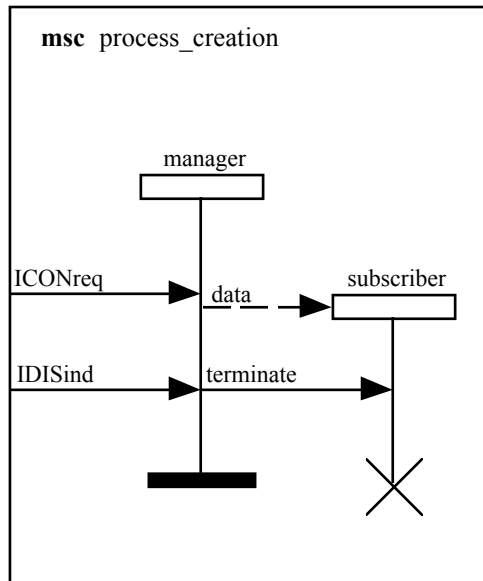 msc process_creation
manager
ICONreq
data
subscriber
IDISind
terminate